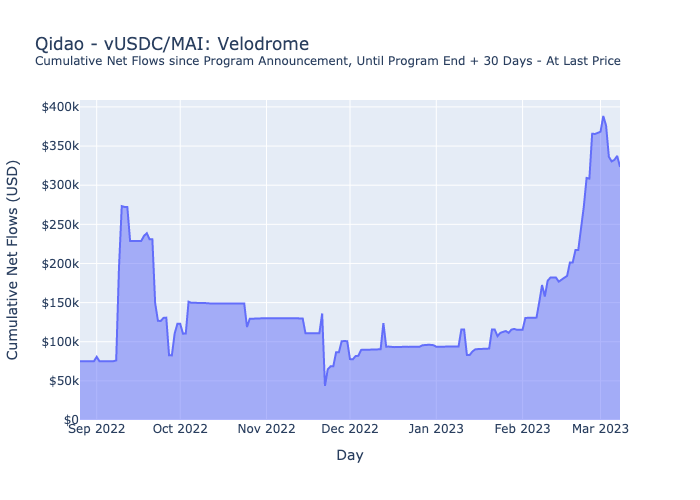 Qidao - vUSDC/MAI: Velodrome
Cumulative Net Flows since Program Announcement, Until Program End + 30 Days - At Last Price
$400k
$350k
$300k
$250k
$200k
$150k
$100k
$50k
$0
Cumulative Net Flows (USD)
Sep 2022 Oct 2022 Nov 2022 Dec 2022 Jan 2023 Feb 2023 Mar 2023
Day